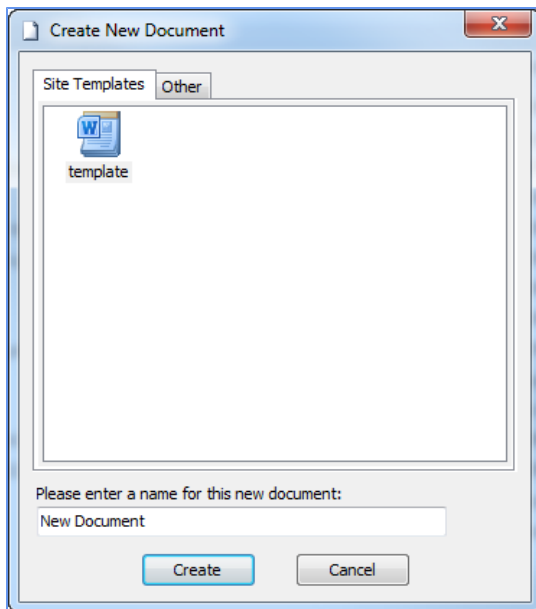 Create New Document
Site Templates Other
W
template
Please enter a name for this new document:
New Document
Create Cancel